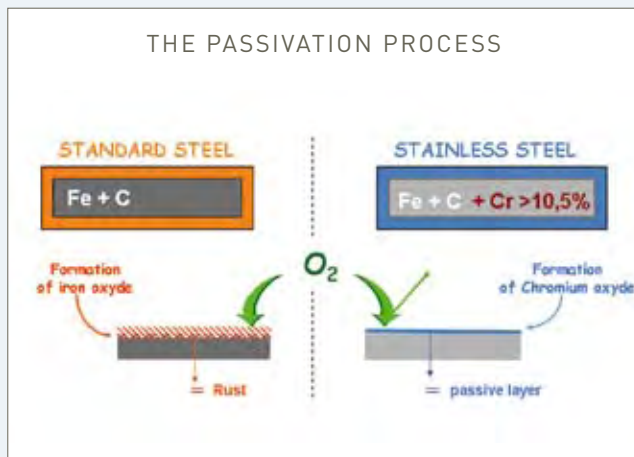 THE PASSIVATION PROCESS
STANDARD STEEL
Fe + C
STAINLESS STEEL
Fe + C + Cr >10,5%
O2
Formation
of iron oxyde
Formation
of Chromium oxyde
= Rust
= passive layer